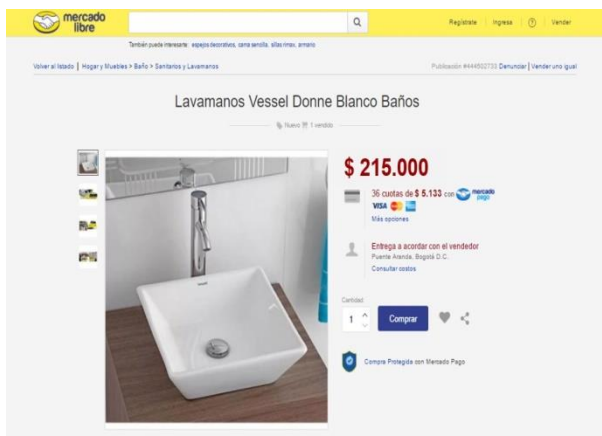 mercado
libre
Regístrate
Ingresa
Vender
También puede interesarte: espejos decorativos, cama sencilla, sillas rimax, armario
Volver al listado | Hogar y Muebles > Baño > Sanitarios y Lavamanos
Publicación #444502733 Denunciar | Vender uno igual
Lavamanos Vessel Donne Blanco Baños
Nuevo 1 vendido
$ 215.000
36 cuotas de $ 5.133 con mercado pago
VISA
Más opciones
Entrega a acordar con el vendedor
Puente Aranda, Bogotá D.C.
Consultar costos
Cantidad:
1 Comprar
Compra Protegida con Mercado Pago